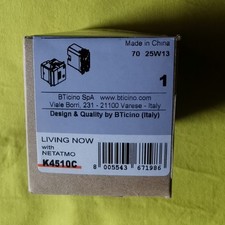 Made in China
70 25W13
1
BTicino SpA www.bticino.com
Viale Borri, 231 - 21100 Varese - Italy
Design & Quality by BTicino (Italy)
LIVING NOW
with
NETATMO
K4510C
8 005543 671986